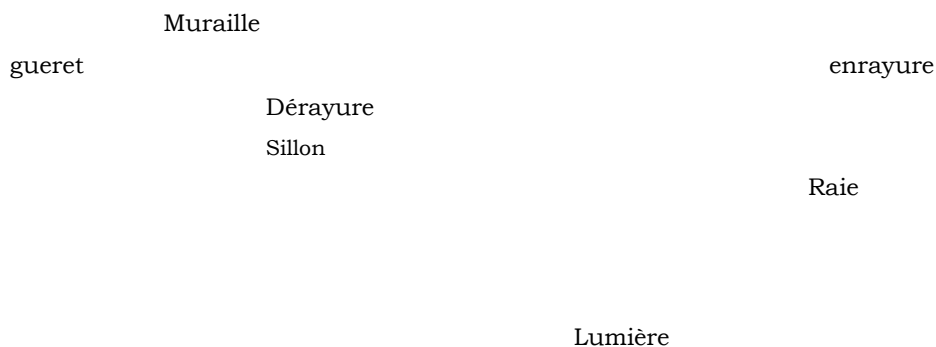 Muraille
gueret enrayure
Dérayure
Sillon
Raie
Lumière